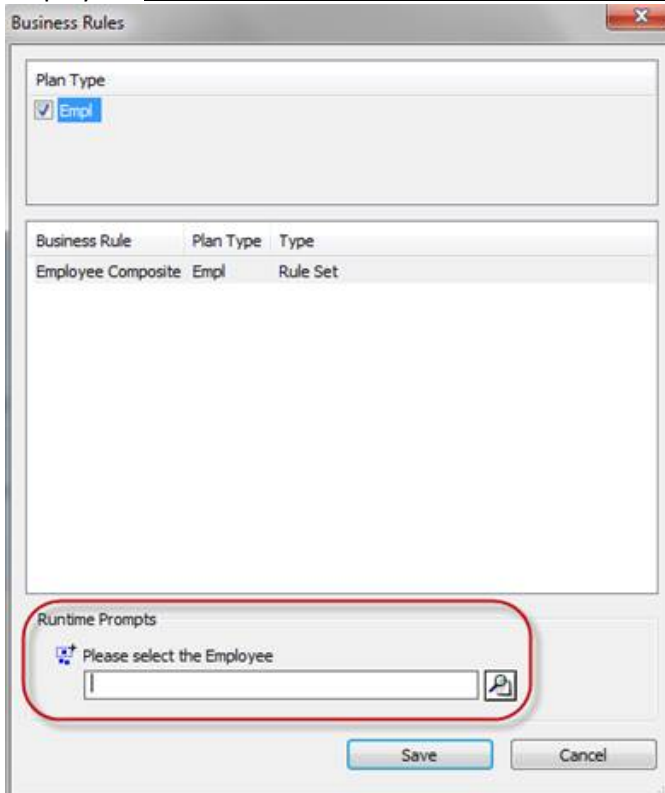 Business Rules
Plan Type
Empl
Business Rule Plan Type Type
Employee Composite Empl Rule Set
Runtime Prompts
Please select the Employee
Save Cancel